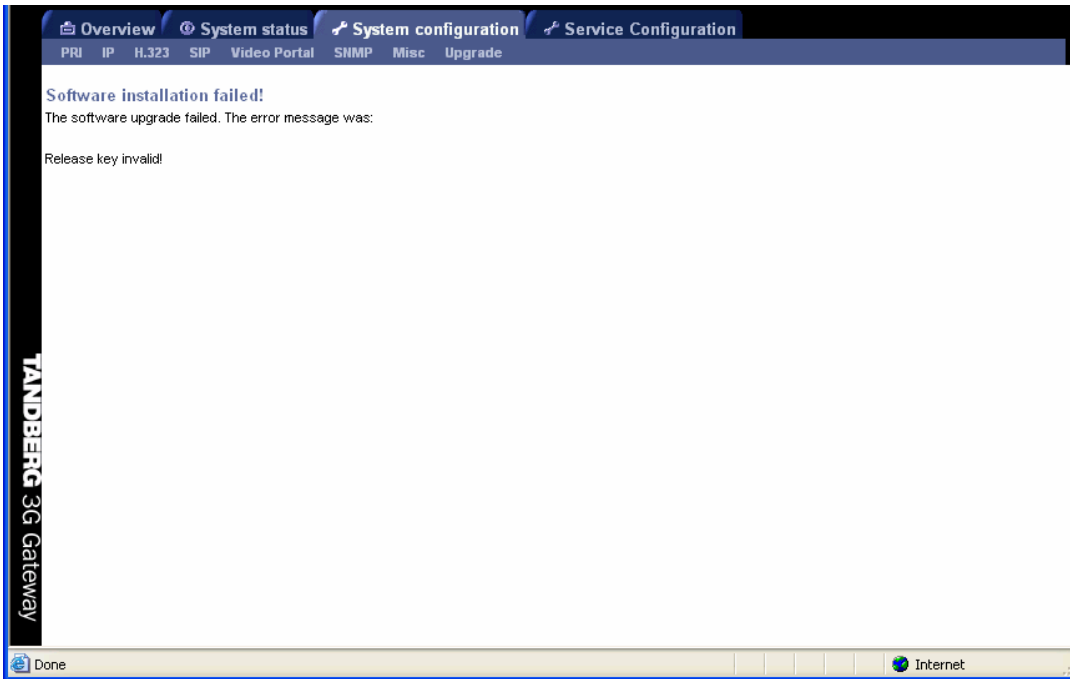 Overview System status System configuration Service Configuration
PRI IP H.323 SIP Video Portal SNMP Misc Upgrade
Software installation failed!
The software upgrade failed. The error message was:
Release key invalid!
TANDBERG 3G Gateway
Done Internet